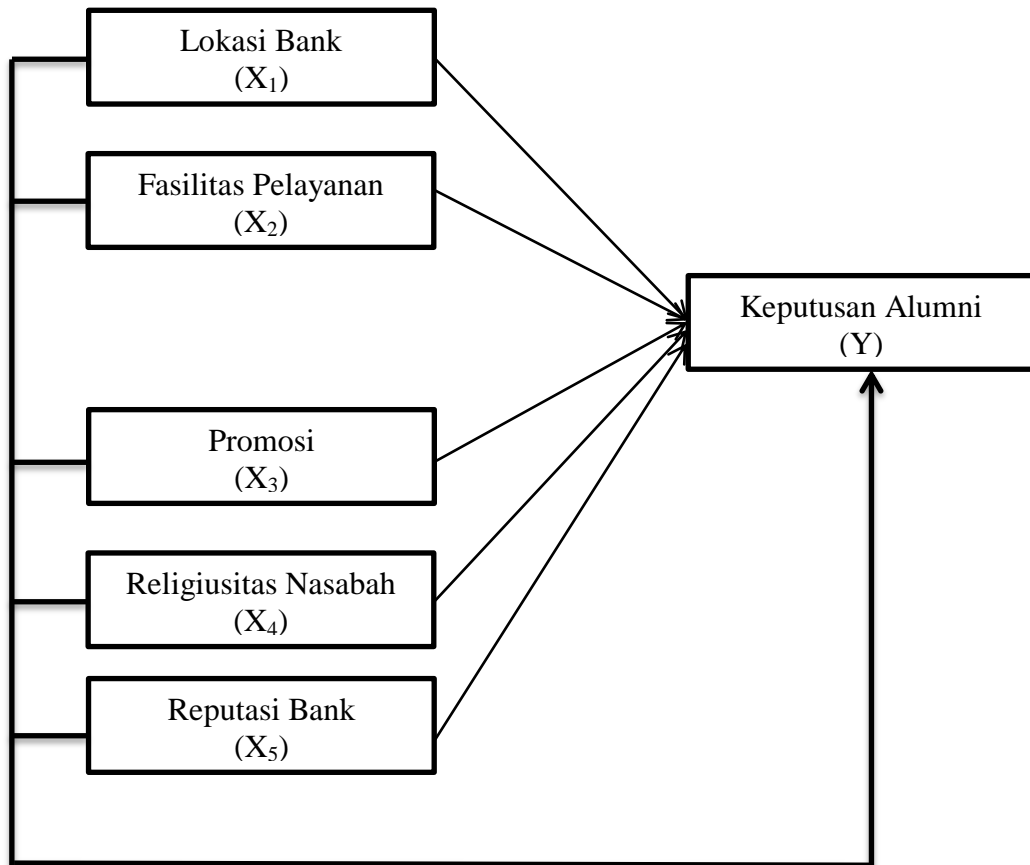 Lokasi Bank
(X₁)
Fasilitas Pelayanan
(X₂)
Keputusan Alumni
(Y)
Promosi
(X₃)
Religiusitas Nasabah
(X₄)
Reputasi Bank
(X₅)